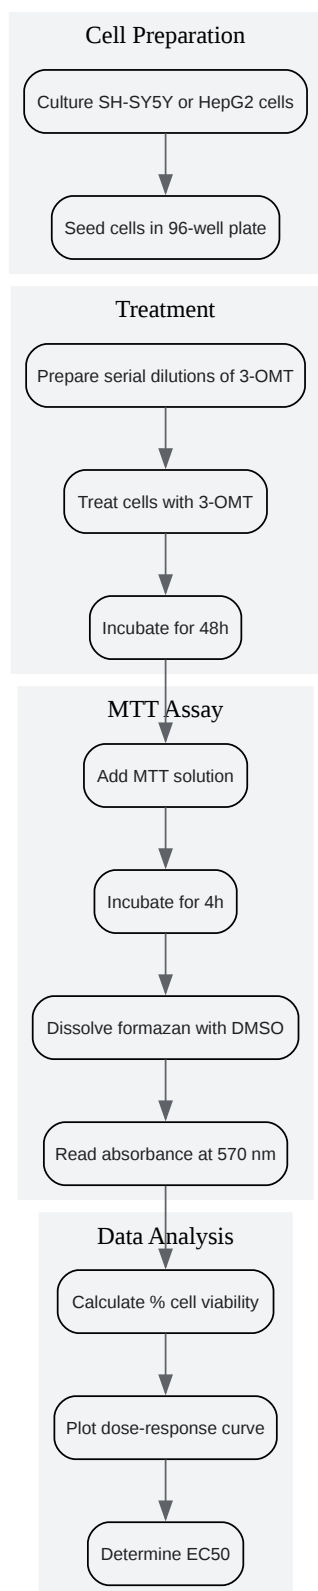 Cell Preparation
Culture SH-SY5Y or HepG2 cells
Seed cells in 96-well plate
Treatment
Prepare serial dilutions of 3-OMT
Treat cells with 3-OMT
Incubate for 48h
MTT Assay
Add MTT solution
Incubate for 4h
Dissolve formazan with DMSO
Read absorbance at 570 nm
Data Analysis
Calculate % cell viability
Plot dose-response curve
Determine EC50